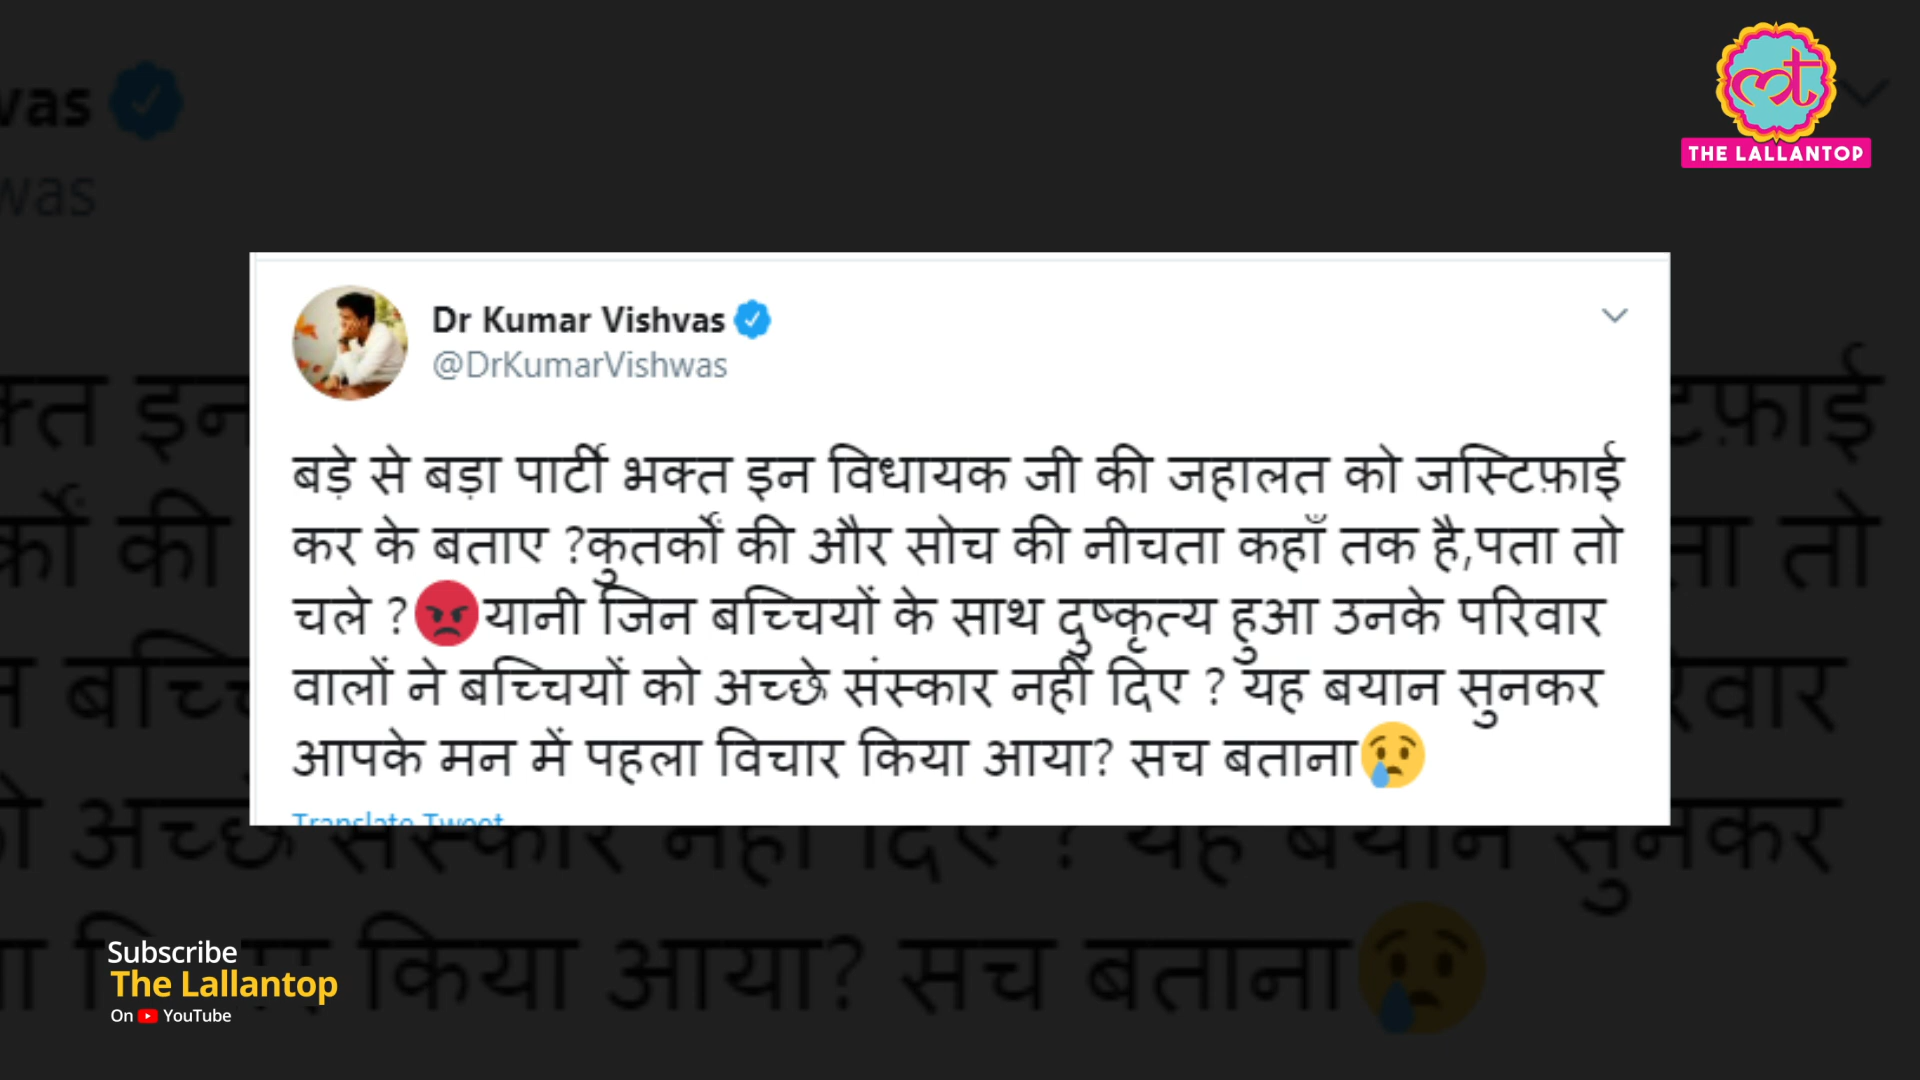 THE LALLANTOP
Dr Kumar Vishvas
@DrKumarVishwas
बड़े से बड़ा पार्टी भक्त इन विधायक जी की जहालत को जस्टिफ़ाई
कर के बताए ?कुतर्कों की और सोच की नीचता कहाँ तक है,पता तो
चले ?😡यानी जिन बच्चियों के साथ दुष्कृत्य हुआ उनके परिवार
वालों ने बच्चियों को अच्छे संस्कार नहीं दिए ? यह बयान सुनकर
आपके मन में पहला विचार किया आया? सच बताना😢
Translate Tweet
Subscribe
The Lallantop
On YouTube